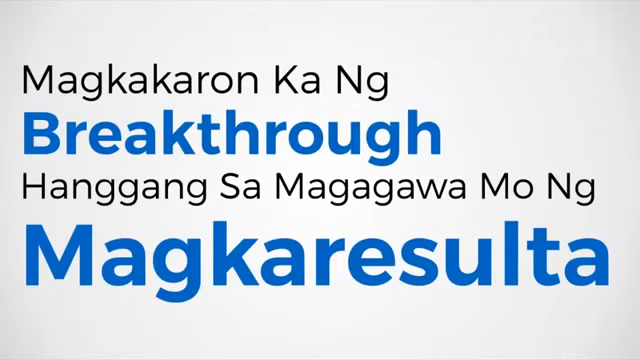 Magkakaron Ka Ng
Breakthrough
Hanggang Sa Magagawa Mo Ng
Magkaresulta